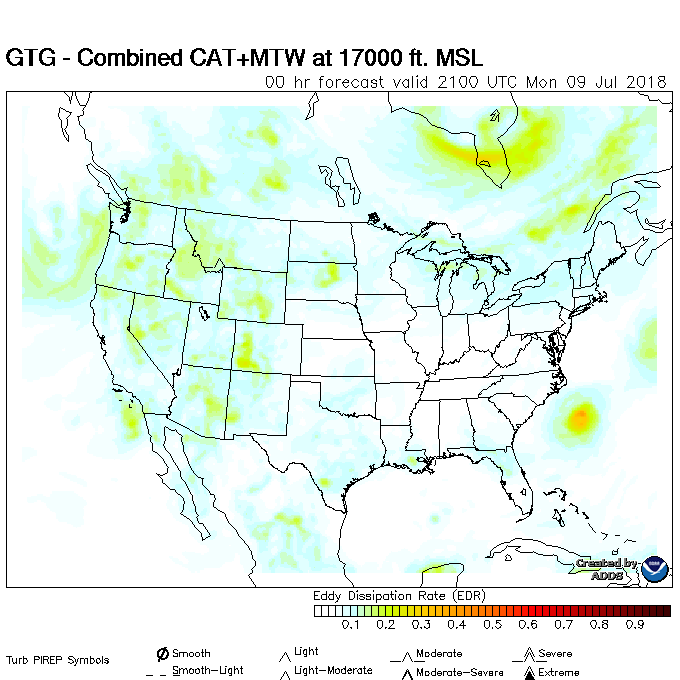 GTG - Combined CAT+MTW at 17000 ft. MSL
00 hr forecast valid 2100 UTC Mon 09 Jul 2018
Created by
ADDS
Eddy Dissipation Rate (EDR)
0.1 0.2 0.3 0.4 0.5 0.6 0.7 0.8 0.9
Turb PIREP Symbols
Smooth Light Moderate Severe
Smooth-Light Light-Moderate Moderate-Severe Extreme